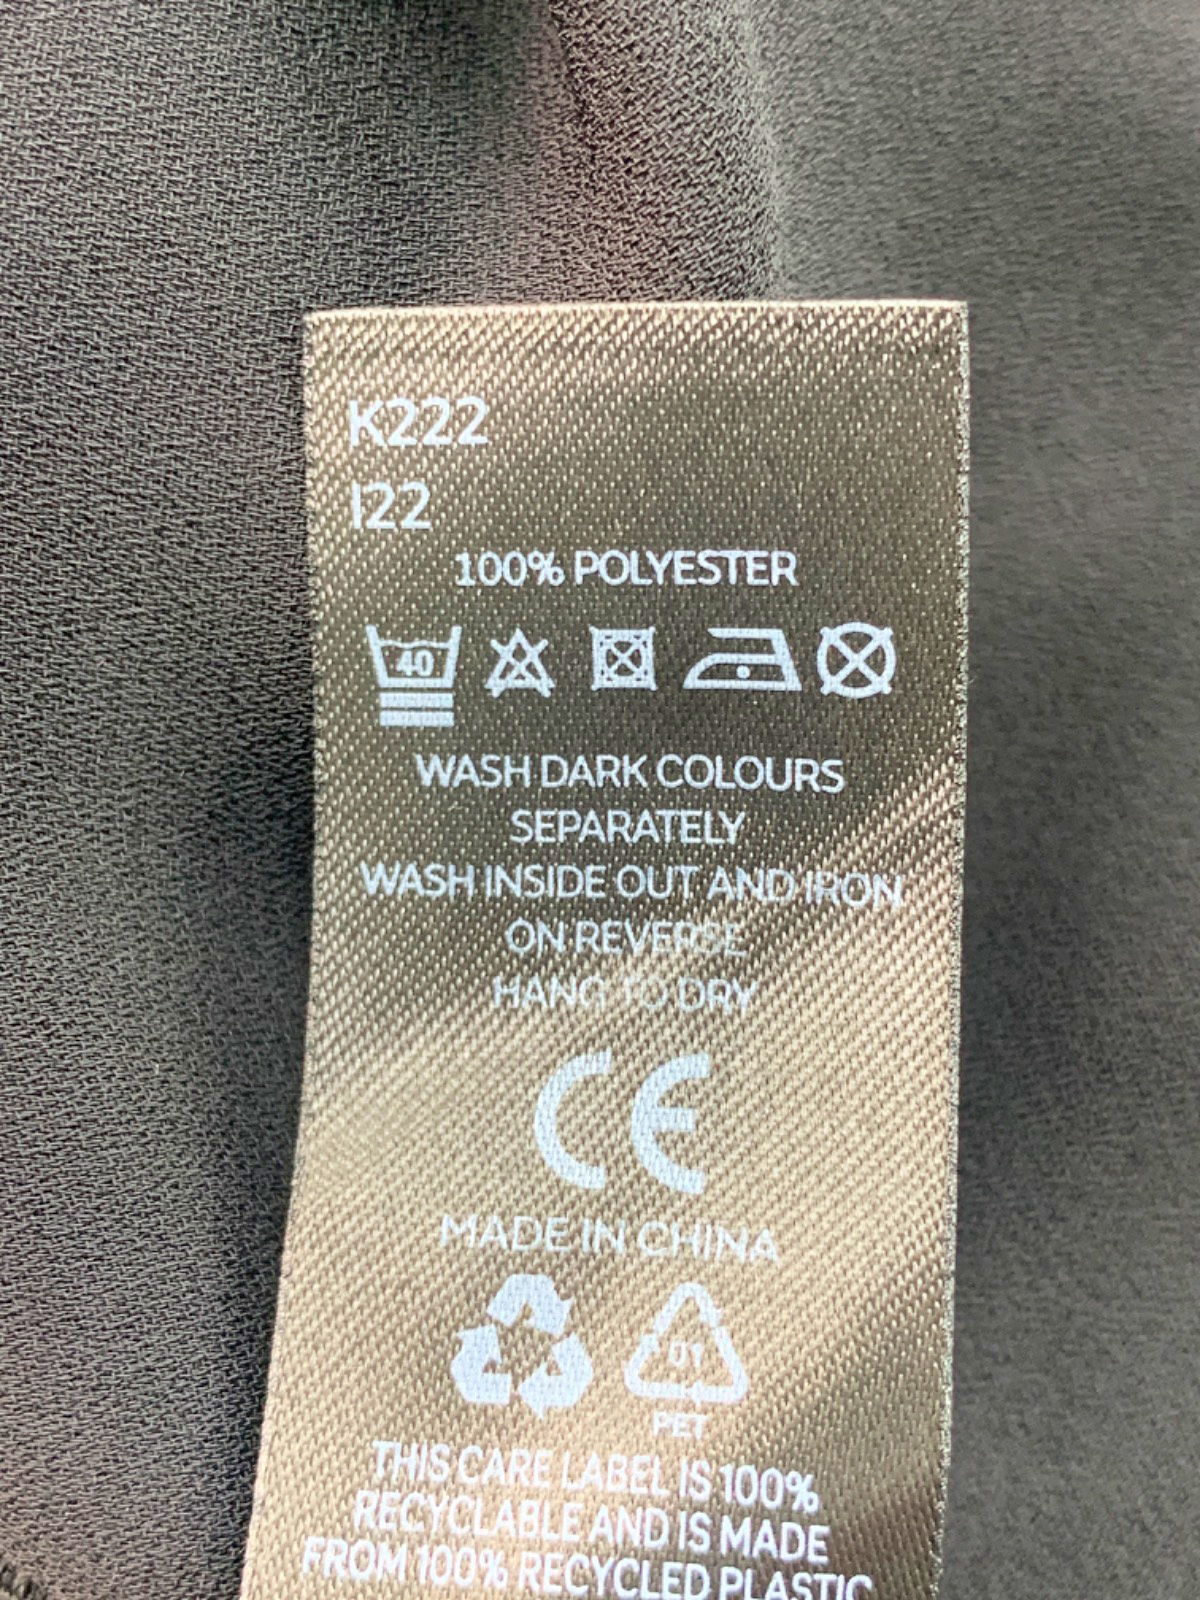 K222
I22
100% POLYESTER
40
WASH DARK COLOURS
SEPARATELY
WASH INSIDE OUT AND IRON
ON REVERSE
HANG TO DRY
CE
MADE IN CHINA
01
PET
THIS CARE LABEL IS 100%
RECYCLABLE AND IS MADE
FROM 100% RECYCLED PLASTIC